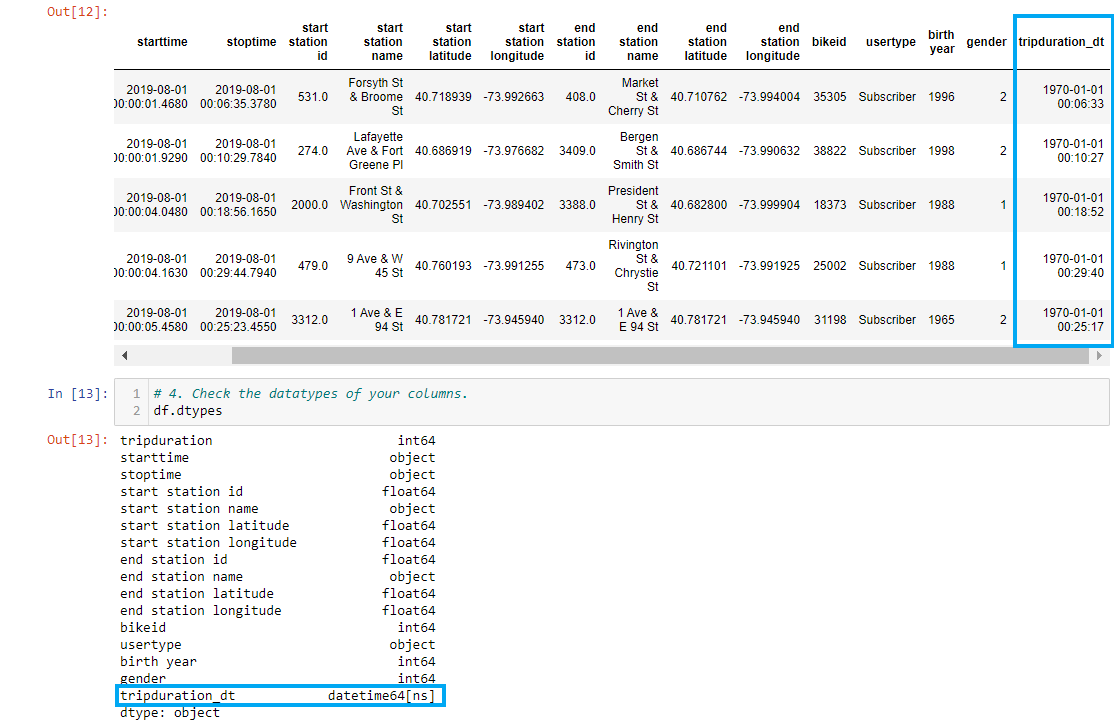 Out[12]:
starttime stoptime start station id start station name start station latitude start station longitude end station id end station name end station latitude end station longitude bikeid usertype birth year gender tripduration_dt
2019-08-01 00:00:01.4680 2019-08-01 00:06:35.3780 531.0 Forsyth St & Broome St 40.718939 -73.992663 408.0 Market St & Cherry St 40.710762 -73.994004 35305 Subscriber 1996 2 1970-01-01 00:06:33
2019-08-01 00:00:01.9290 2019-08-01 00:10:29.7840 274.0 Lafayette Ave & Fort Greene Pl 40.686919 -73.976682 3409.0 Bergen St & Smith St 40.686744 -73.990632 38822 Subscriber 1998 2 1970-01-01 00:10:27
2019-08-01 00:00:04.0480 2019-08-01 00:18:56.1650 2000.0 Front St & Washington St 40.702551 -73.989402 3388.0 President St & Henry St 40.682800 -73.999904 18373 Subscriber 1988 1 1970-01-01 00:18:52
2019-08-01 00:00:04.1630 2019-08-01 00:29:44.7940 479.0 9 Ave & W 45 St 40.760193 -73.991255 473.0 Rivington St & Chrystie St 40.721101 -73.991925 25002 Subscriber 1988 1 1970-01-01 00:29:40
2019-08-01 00:00:05.4580 2019-08-01 00:25:23.4550 3312.0 1 Ave & E 94 St 40.781721 -73.945940 3312.0 1 Ave & E 94 St 40.781721 -73.945940 31198 Subscriber 1965 2 1970-01-01 00:25:17
In [13]:
1 # 4. Check the datatypes of your columns.
2 df.dtypes
Out[13]:
tripduration int64
starttime object
stoptime object
start station id float64
start station name object
start station latitude float64
start station longitude float64
end station id float64
end station name object
end station latitude float64
end station longitude float64
bikeid int64
usertype object
birth year int64
gender int64
tripduration_dt datetime64[ns]
dtype: object